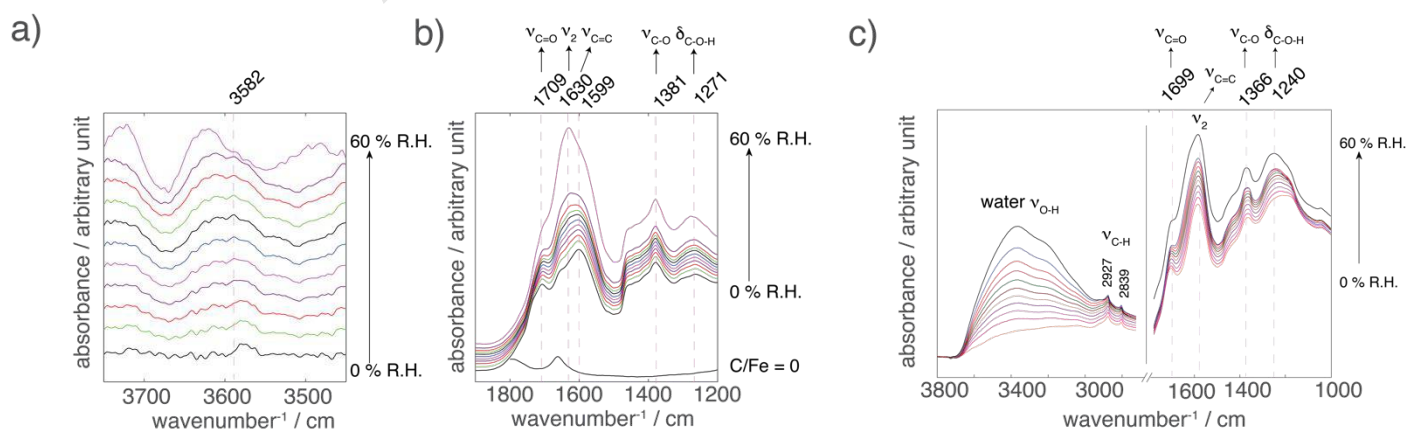 a)
3582
60 % R.H.
0 % R.H.
absorbance / arbitrary unit
3700 3600 3500
wavenumber⁻¹ / cm
b)
νC=O ν2 νC=C νC-O δC-O-H
1709 1630 1599 1381 1271
60 % R.H.
0 % R.H.
C/Fe = 0
absorbance / arbitrary unit
1800 1600 1400 1200
wavenumber⁻¹ / cm
c)
νC=O νC-O δC-O-H
1699 νC=C 1366 1240
ν2
60 % R.H.
water νO-H
νC-H
2927 2839
0 % R.H.
absorbance / arbitrary unit
3800 3400 3000 1600 1400 1200 1000
wavenumber⁻¹ / cm